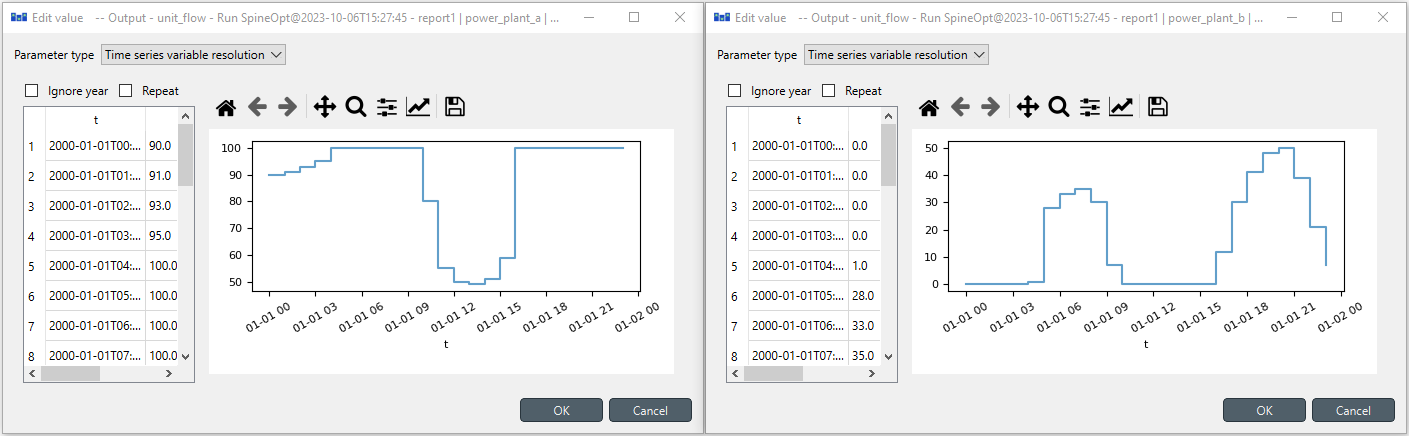 Edit value -- Output - unit_flow - Run SpineOpt@2023-10-06T15:27:45 - report1 | power_plant_a | ...
Parameter type Time series variable resolution
Ignore year Repeat
t
1 2000-01-01T00:... 90.0
2 2000-01-01T01:... 91.0
3 2000-01-01T02:... 93.0
4 2000-01-01T03:... 95.0
5 2000-01-01T04:... 100.0
6 2000-01-01T05:... 100.0
7 2000-01-01T06:... 100.0
8 2000-01-01T07:... 100.0
100
90
80
70
60
50
01-01 00 01-01 03 01-01 06 01-01 09 01-01 12 01-01 15 01-01 18 01-01 21 01-02 00
t
OK Cancel
Edit value -- Output - unit_flow - Run SpineOpt@2023-10-06T15:27:45 - report1 | power_plant_b | ...
Parameter type Time series variable resolution
Ignore year Repeat
t
1 2000-01-01T00:... 0.0
2 2000-01-01T01:... 0.0
3 2000-01-01T02:... 0.0
4 2000-01-01T03:... 0.0
5 2000-01-01T04:... 1.0
6 2000-01-01T05:... 28.0
7 2000-01-01T06:... 33.0
8 2000-01-01T07:... 35.0
50
40
30
20
10
0
01-01 00 01-01 03 01-01 06 01-01 09 01-01 12 01-01 15 01-01 18 01-01 21 01-02 00
t
OK Cancel